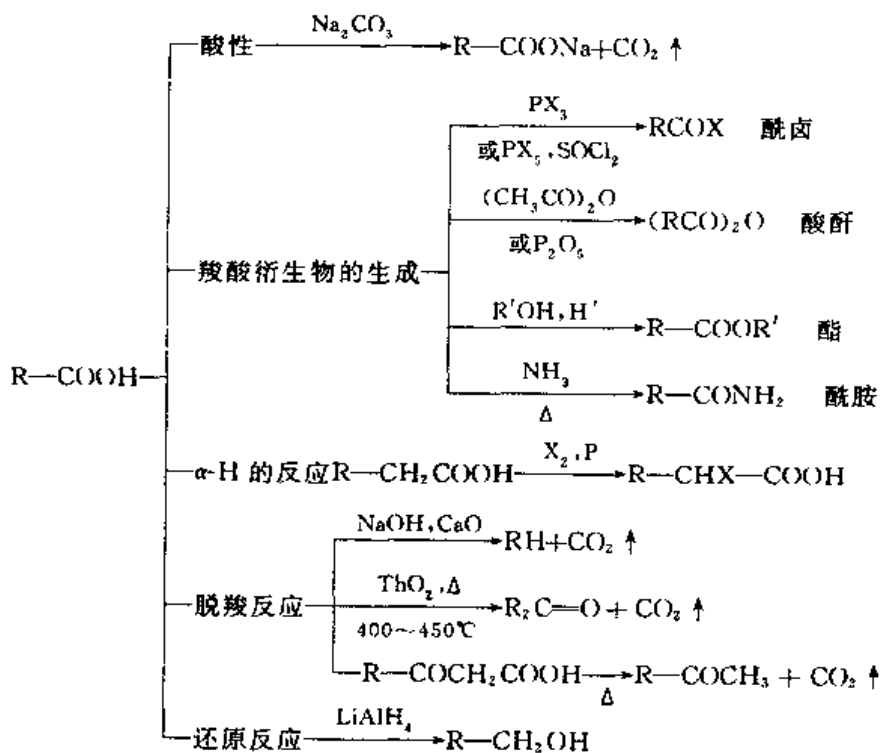 酸性 Na₂CO₃ R—COONa+CO₂↑
PX₃
RCOX 酰卤
或PX₅,SOCl₂
(CH₃CO)₂O
(RCO)₂O 酸酐
或P₂O₅
羧酸衍生物的生成
R'OH,H'
R—COOR' 酯
R—COOH
NH₃
R—CONH₂ 酰胺
Δ
α-H 的反应 R—CH₂COOH X₂,P R—CHX—COOH
NaOH,CaO
RH+CO₂↑
ThO₂,Δ
脱羧反应 R₂C=O+CO₂↑
400~450℃
R—COCH₂COOH Δ R—COCH₃+CO₂↑
还原反应 LiAlH₄ R—CH₂OH